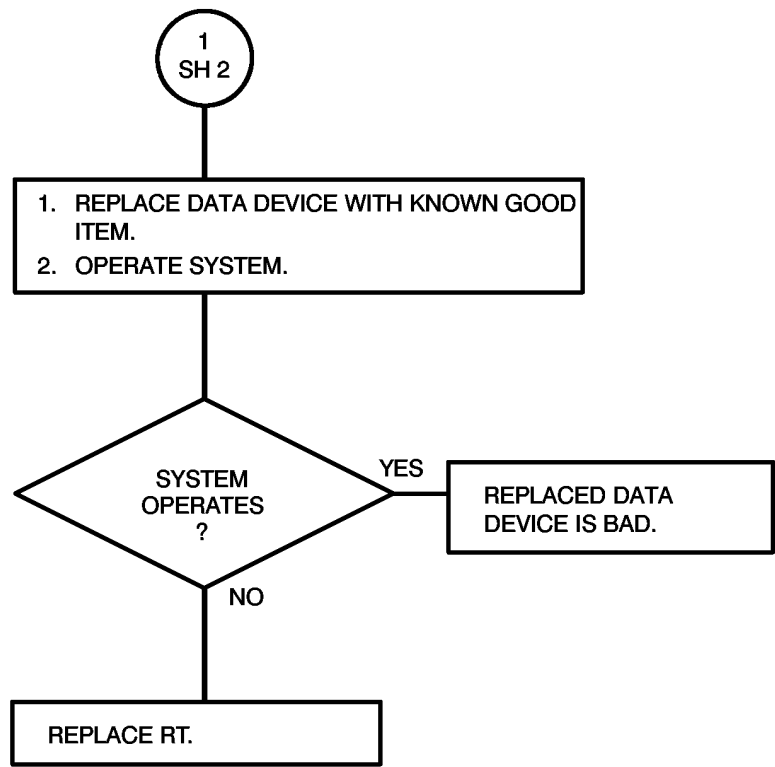 1
SH 2
1. REPLACE DATA DEVICE WITH KNOWN GOOD
ITEM.
2. OPERATE SYSTEM.
SYSTEM
OPERATES
?
YES
REPLACED DATA
DEVICE IS BAD.
NO
REPLACE RT.